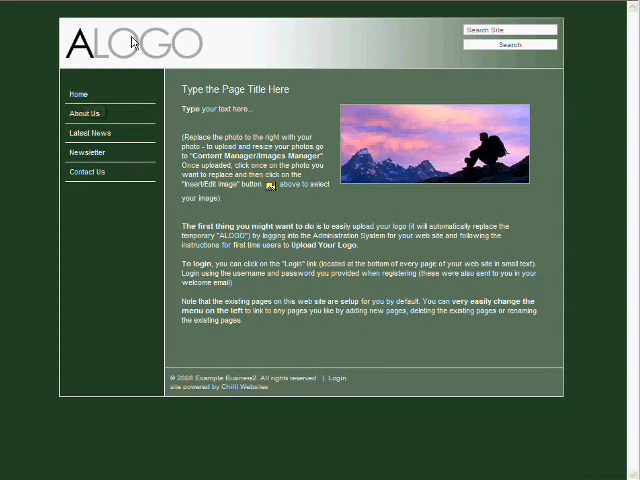 ALOGO
Search Site
Search
Home
About Us
Latest News
Newsletter
Contact Us
Type the Page Title Here
Type your text here...
(Replace the photo to the right with your
photo - to upload and resize your photos go
to "Content Manager/Images Manager".
Once uploaded, click once on the photo you
want to replace and then click on the
"Insert/Edit Image" button above to select
your image).
The first thing you might want to do is to easily upload your logo (it will automatically replace the
temporary "ALOGO") by logging into the Administration System for your web site and following the
instructions for first time users to Upload Your Logo.
To login, you can click on the "Login" link (located at the bottom of every page of your web site in small text).
Login using the username and password you provided when registering (these were also sent to you in your
welcome email).
Note that the existing pages on this web site are setup for you by default. You can very easily change the
menu on the left to link to any pages you like by adding new pages, deleting the existing pages or renaming
the existing pages.
© 2008 Example Business2. All rights reserved. | Login
site powered by Chilli Websites